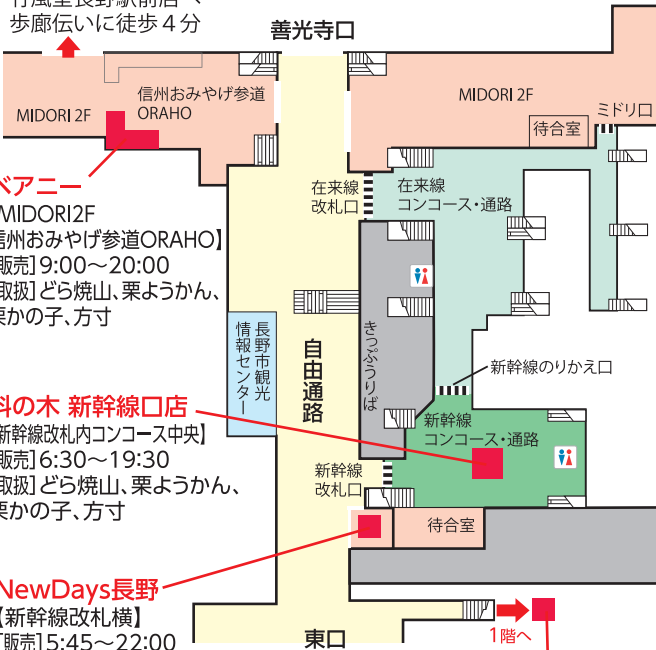 歩廊伝いに徒歩4分
善光寺口
MIDORI 2F
信州おみやげ参道
ORAHO
MIDORI 2F
ミドリ口
待合室
在来線
改札口
在来線
コンコース・通路
ベアニー
MIDORI2F
信州おみやげ参道ORAHO】
販売]9:00〜20:00
取扱]どら焼山、栗ようかん、
栗かの子、方寸
長野市観光
情報センター
自由通路
きっぷうりば
新幹線のりかえ口
科の木 新幹線口店
新幹線改札内コンコース中央】
販売]6:30〜19:30
取扱]どら焼山、栗ようかん、
栗かの子、方寸
新幹線
コンコース・通路
新幹線
改札口
待合室
NewDays長野
【新幹線改札横】
[販売]5:45〜22:00
東口
1階へ